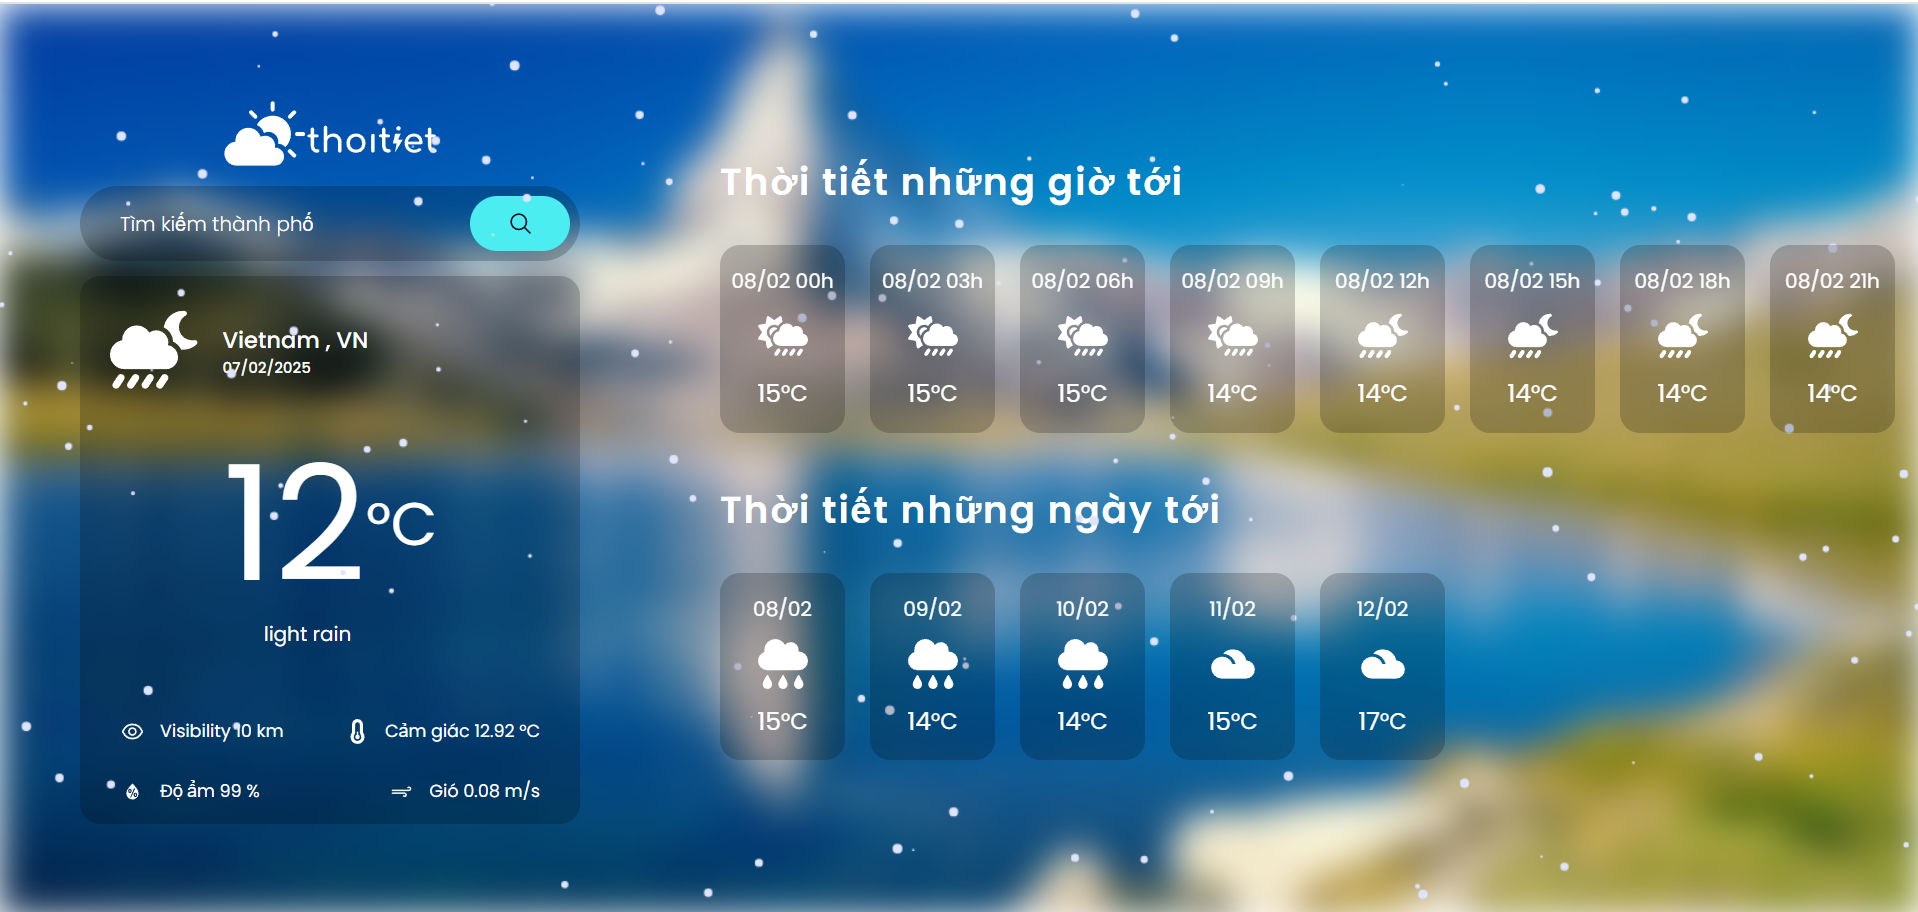 thoitiet
Tìm kiếm thành phố
Vietnam , VN
07/02/2025
12°C
light rain
Visibility 10 km
Cảm giác 12.92 °C
Độ ẩm 99 %
Gió 0.08 m/s
Thời tiết những giờ tới
08/02 00h
15°C
08/02 03h
15°C
08/02 06h
15°C
08/02 09h
14°C
08/02 12h
14°C
08/02 15h
14°C
08/02 18h
14°C
08/02 21h
14°C
Thời tiết những ngày tới
08/02
15°C
09/02
14°C
10/02
14°C
11/02
15°C
12/02
17°C